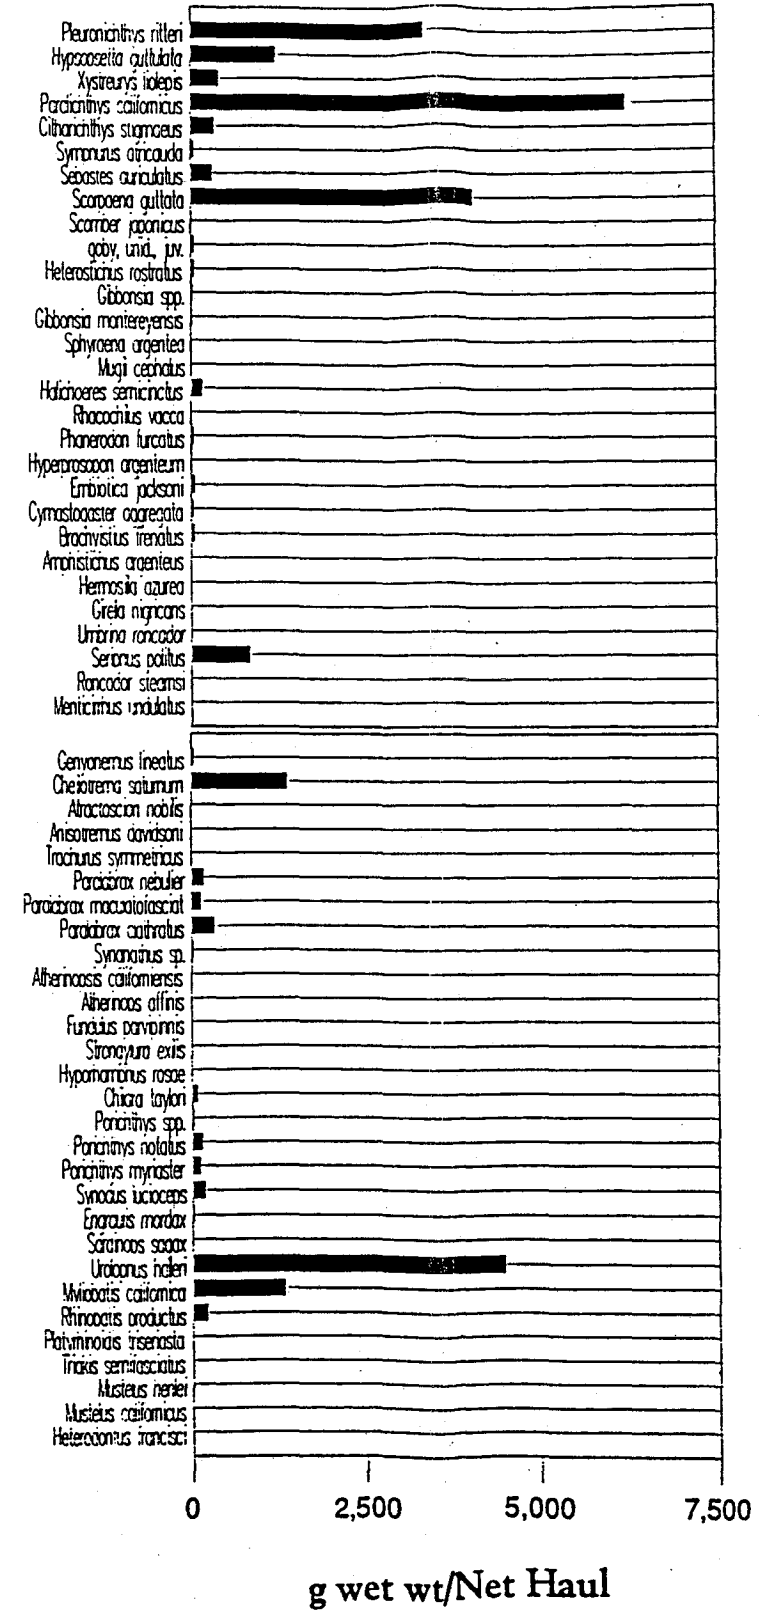 Pleuronichthys ritteri
Hypsopsetta guttulata
Xystreurys liolepis
Paralichthys californicus
Citharichthys stigmaeus
Symphurus atricauda
Sebastes auriculatus
Scorpaena guttata
Scomber japonicus
goby, unid., juv.
Heterostichus rostratus
Gibbonsia spp.
Gibbonsia montereyensis
Sphyraena argentea
Mugil cephalus
Halichoeres semicinctus
Rhacochilus vacca
Phanerodon furcatus
Hyperprosopon argenteum
Embiotica jacksoni
Cymastogaster aggregata
Brachyistius frenatus
Amphistichus argenteus
Hermosilla azurea
Girella nigricans
Umbrina roncador
Seriphus politus
Roncador stearnsi
Menticirrhus undulatus
Genyonemus lineatus
Cheilotrema saturnum
Atractoscion nobilis
Anisotremus davidsoni
Trachurus symmetricus
Paralabrax nebulifer
Paralabrax maculatofasciat
Paralabrax clathratus
Syngnathus sp.
Atherinopsis californiensis
Atherinops affinis
Fundulus parvipinnis
Strongylura exilis
Hyporhamphus rosae
Chilara taylori
Porichthys spp.
Porichthys notatus
Porichthys myriaster
Synodus lucioceps
Engraulis mordax
Sardinops sagax
Urolophus halleri
Myliobatis californica
Rhinobatis productus
Platyrhinoidis triseriata
Triakis semifasciatus
Mustelus henlei
Mustelus californicus
Heterodontus francisci
0 2,500 5,000 7,500
g wet wt/Net Haul